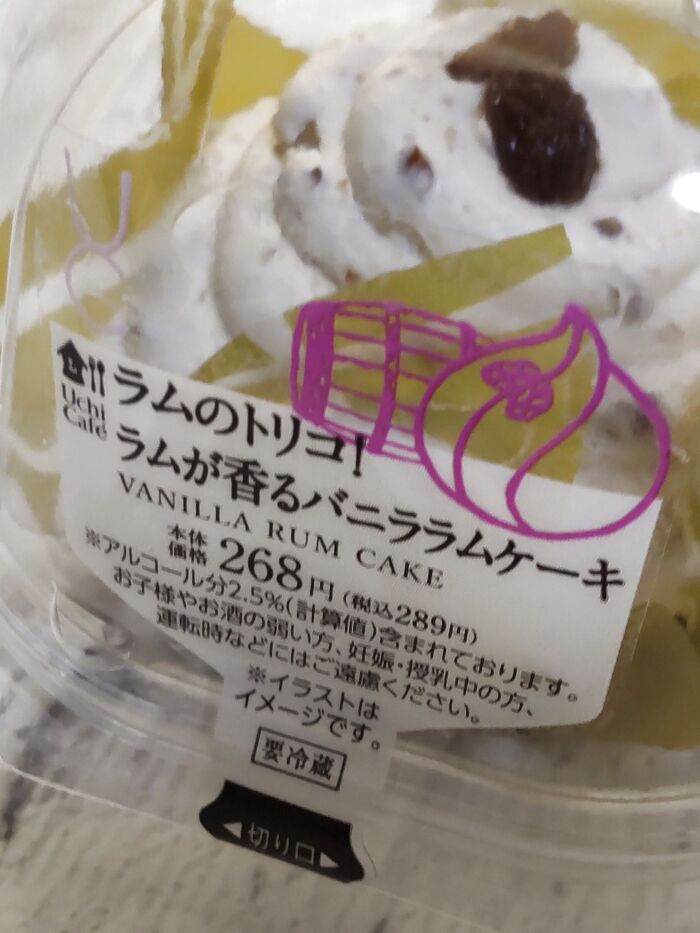 Uchi
Café
ラムのトリコ!
ラムが香るバニララムケーキ
VANILLA RUM CAKE
本体
価格 268円(税込289円)
※アルコール分2.5%(計算値)含まれております。
お子様やお酒の弱い方、妊娠・授乳中の方、
運転時などにはご遠慮ください。
※イラストは
イメージです。
要冷蔵
◁切り口▷